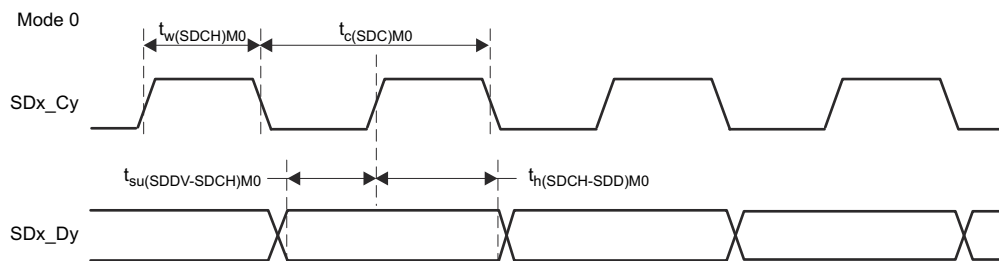 Mode 0
tw(SDCH)M0
tc(SDC)M0
SDx_Cy
tsu(SDDV-SDCH)M0
th(SDCH-SDD)M0
SDx_Dy